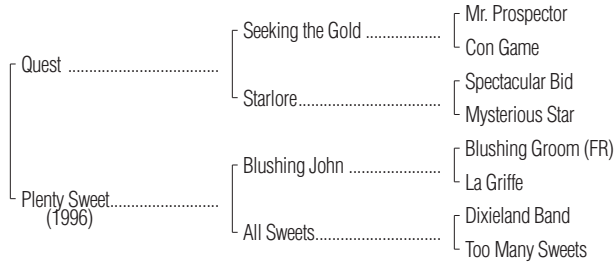 Mr. Prospector
Seeking the Gold ..................
Con Game
Quest ....................................
Spectacular Bid
Starlore..................................
Mysterious Star
Blushing Groom (FR)
Blushing John ......................
La Griffe
Plenty Sweet..........................
(1996)
Dixieland Band
All Sweets..............................
Too Many Sweets